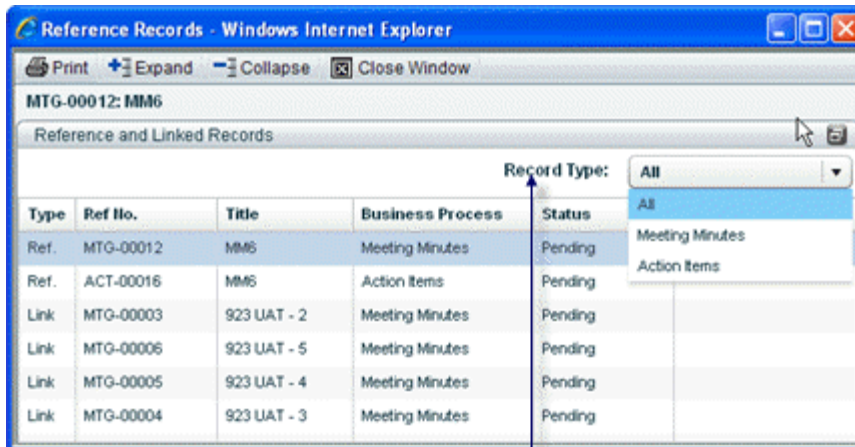 Reference Records - Windows Internet Explorer
Print Expand Collapse Close Window
MTG-00012: MM6
Reference and Linked Records
Record Type: All
All
Meeting Minutes
Action Items
Type Ref No. Title Business Process Status
Ref. MTG-00012 MM6 Meeting Minutes Pending
Ref. ACT-00016 MM6 Action Items Pending
Link MTG-00003 923 UAT - 2 Meeting Minutes Pending
Link MTG-00006 923 UAT - 5 Meeting Minutes Pending
Link MTG-00005 923 UAT - 4 Meeting Minutes Pending
Link MTG-00004 923 UAT - 3 Meeting Minutes Pending